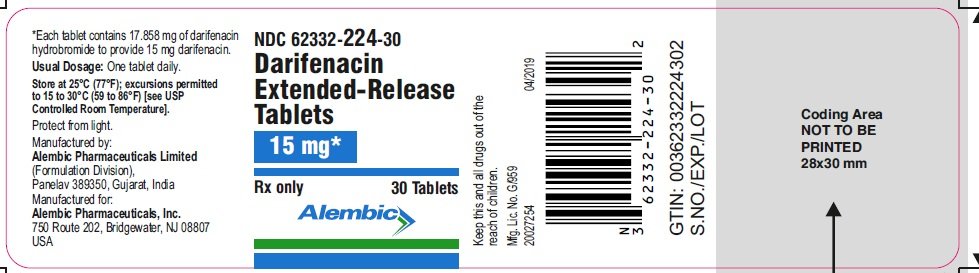 *Each tablet contains 17.858 mg of darifenacin
hydrobromide to provide 15 mg darifenacin.
Usual Dosage: One tablet daily.
Store at 25°C (77°F); excursions permitted
to 15 to 30°C (59 to 86°F) [see USP
Controlled Room Temperature].
Protect from light.
Manufactured by:
Alembic Pharmaceuticals Limited
(Formulation Division),
Panelav 389350, Gujarat, India
Manufactured for:
Alembic Pharmaceuticals, Inc.
750 Route 202, Bridgewater, NJ 08807
USA
NDC 62332-224-30
Darifenacin
Extended-Release
Tablets
15 mg*
Rx only 30 Tablets
Alembic
Keep this and all drugs out of the
reach of children.
Mfg. Lic. No. G/959
20027254 04/2019
N
3 62332-224-30 2
GTIN: 00362332224302
S.NO./EXP./LOT
Coding Area
NOT TO BE
PRINTED
28x30 mm